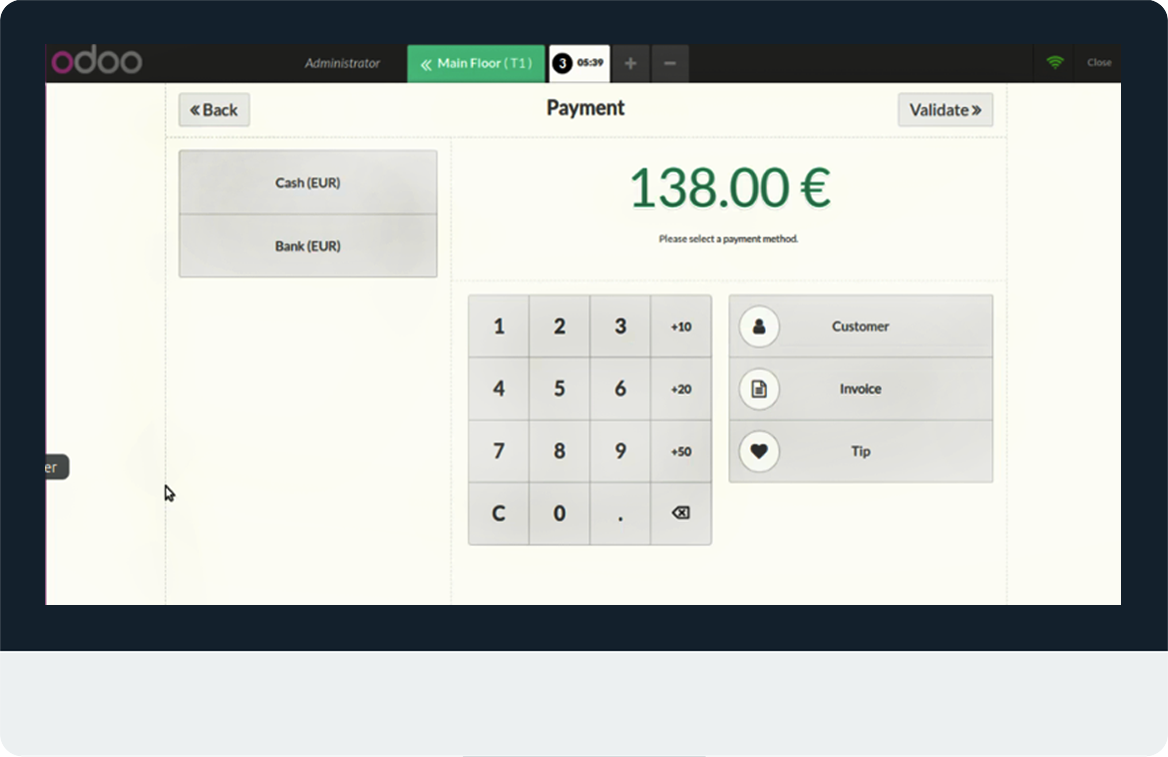 odoo Administrator « Main Floor ( T1 ) 3 05:39 + − Close
« Back Payment Validate »
Cash (EUR)
Bank (EUR)
138.00 €
Please select a payment method.
1 2 3 +10
4 5 6 +20
7 8 9 +50
C 0 .
Customer
Invoice
Tip
er